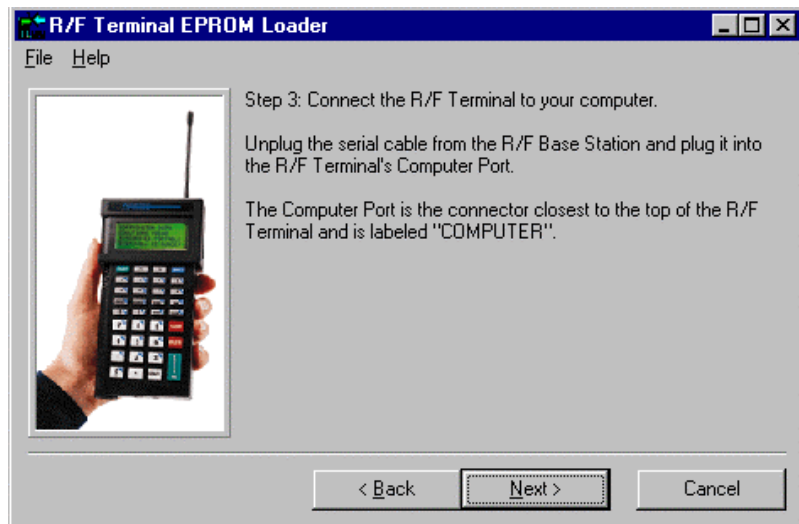 R/F Terminal EPROM Loader
File Help
Step 3: Connect the R/F Terminal to your computer.
Unplug the serial cable from the R/F Base Station and plug it into
the R/F Terminal's Computer Port.
The Computer Port is the connector closest to the top of the R/F
Terminal and is labeled "COMPUTER".
< Back
Next >
Cancel